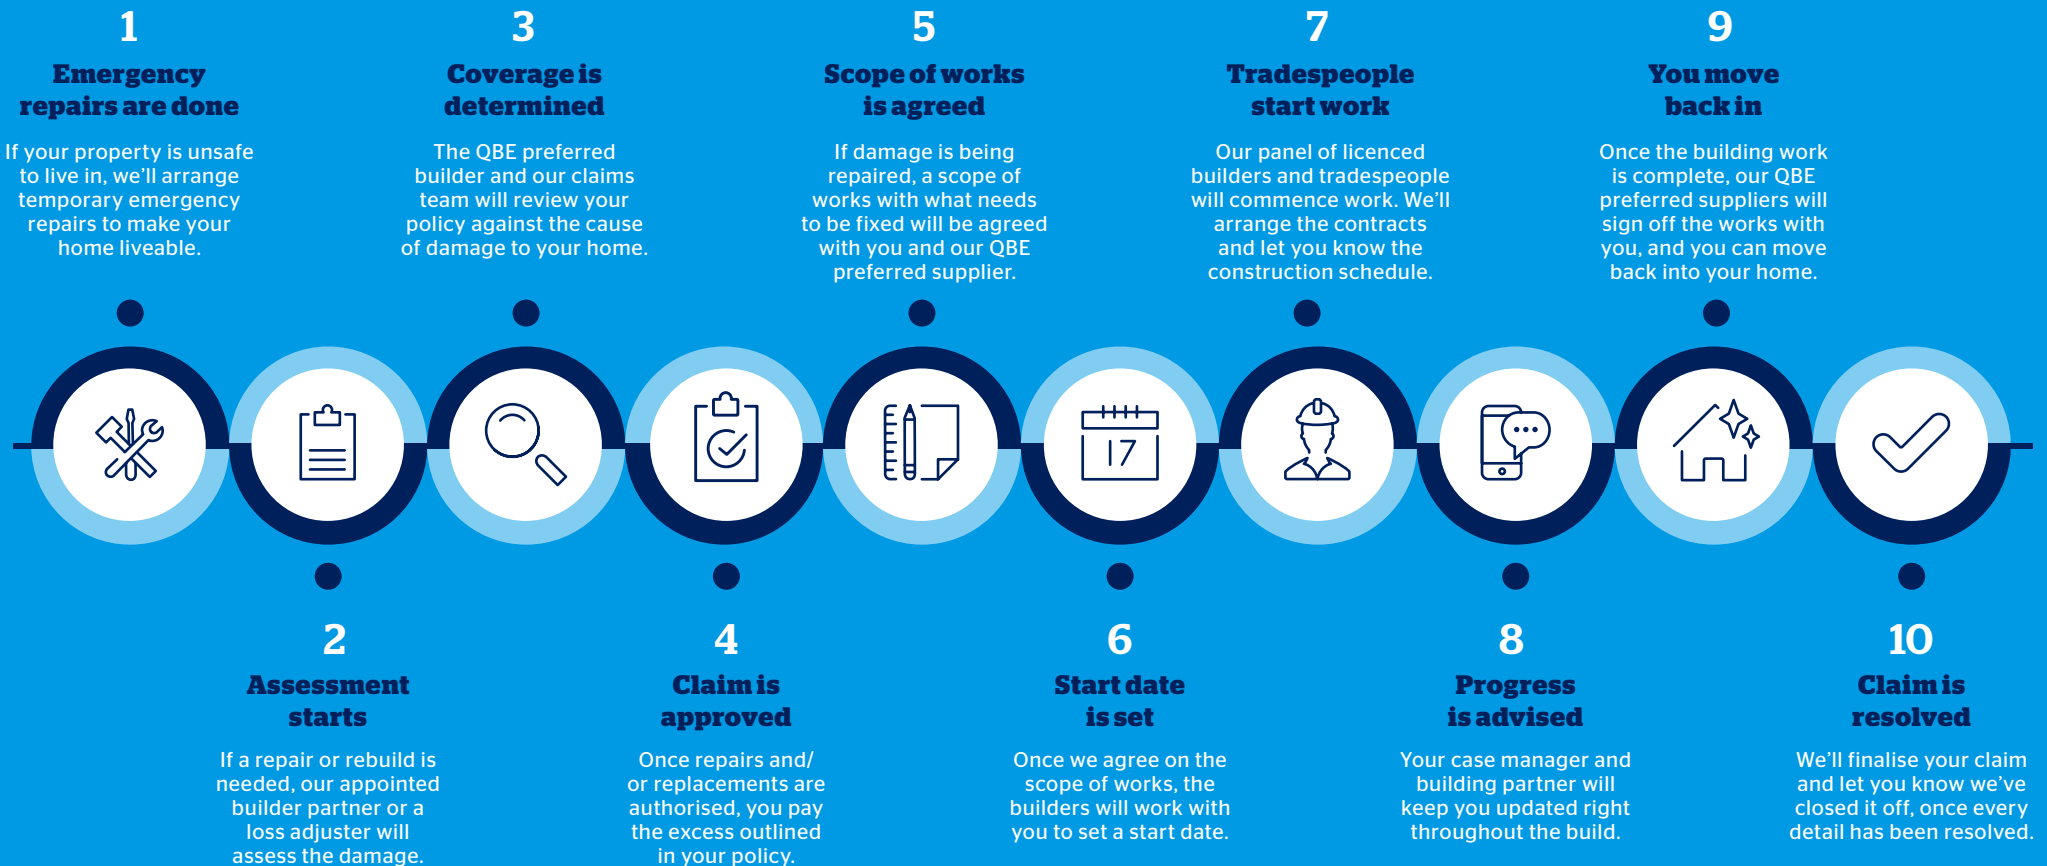 1
Emergency
repairs are done
If your property is unsafe
to live in, we'll arrange
temporary emergency
repairs to make your
home liveable.
3
Coverage is
determined
The QBE preferred
builder and our claims
team will review your
policy against the cause
of damage to your home.
5
Scope of works
is agreed
If damage is being
repaired, a scope of
works with what needs
to be fixed will be agreed
with you and our QBE
preferred supplier.
7
Tradespeople
start work
Our panel of licenced
builders and tradespeople
will commence work. We'll
arrange the contracts
and let you know the
construction schedule.
9
You move
back in
Once the building work
is complete, our QBE
preferred suppliers will
sign off the works with
you, and you can move
back into your home.
17
2
Assessment
starts
If a repair or rebuild is
needed, our appointed
builder partner or a
loss adjuster will
assess the damage.
4
Claim is
approved
Once repairs and/
or replacements are
authorised, you pay
the excess outlined
in your policy.
6
Start date
is set
Once we agree on the
scope of works, the
builders will work with
you to set a start date.
8
Progress
is advised
Your case manager and
building partner will
keep you updated right
throughout the build.
10
Claim is
resolved
We'll finalise your claim
and let you know we've
closed it off, once every
detail has been resolved.